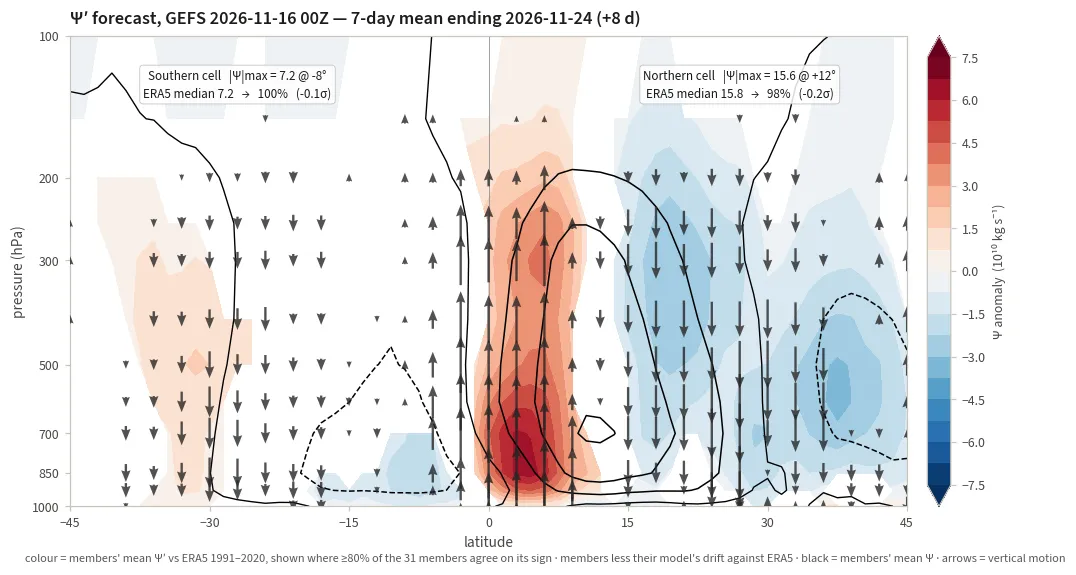 Ψ′ forecast, GEFS 2026-11-16 00Z — 7-day mean ending 2026-11-24 (+8 d)
Southern cell |Ψ|max = 7.2 @ -8°
ERA5 median 7.2 → 100% (-0.1σ)
Northern cell |Ψ|max = 15.6 @ +12°
ERA5 median 15.8 → 98% (-0.2σ)
100
200
300
500
700
850
1000
pressure (hPa)
−45
−30
−15
0
15
30
45
latitude
7.5
6.0
4.5
3.0
1.5
0.0
−1.5
−3.0
−4.5
−6.0
−7.5
Ψ anomaly (10¹⁰ kg s⁻¹)
colour = members' mean Ψ′ vs ERA5 1991–2020, shown where ≥80% of the 31 members agree on its sign · members less their model's drift against ERA5 · black = members' mean Ψ · arrows = vertical motion